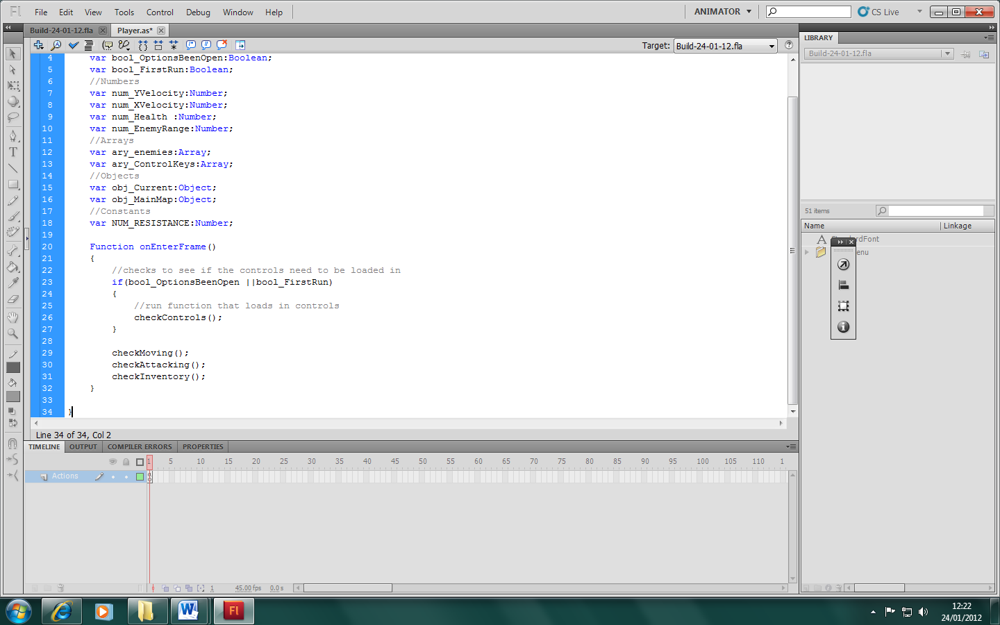 Fl File Edit View Tools Control Debug Window Help ANIMATOR CS Live
Build-24-01-12.fla Player.as*
Target: Build-24-01-12.fla
4 var bool_OptionsBeenOpen:Boolean;
5 var bool_FirstRun:Boolean;
6 //Numbers
7 var num_YVelocity:Number;
8 var num_XVelocity:Number;
9 var num_Health :Number;
10 var num_EnemyRange:Number;
11 //Arrays
12 var ary_enemies:Array;
13 var ary_ControlKeys:Array;
14 //Objects
15 var obj_Current:Object;
16 var obj_MainMap:Object;
17 //Constants
18 var NUM_RESISTANCE:Number;
19
20 Function onEnterFrame()
21 {
22 //checks to see if the controls need to be loaded in
23 if(bool_OptionsBeenOpen ||bool_FirstRun)
24 {
25 //run function that loads in controls
26 checkControls();
27 }
28
29 checkMoving();
30 checkAttacking();
31 checkInventory();
32 }
33
34 }
Line 34 of 34, Col 2
TIMELINE OUTPUT COMPILER ERRORS PROPERTIES
1 5 10 15 20 25 30 35 40 45 50 55 60 65 70 75 80 85 90 95 100 105 110 1
Actions
1 45.00 fps 0.0 s
LIBRARY
Build-24-01-12.fla
51 items
Name Linkage
Fl
12:22
24/01/2012